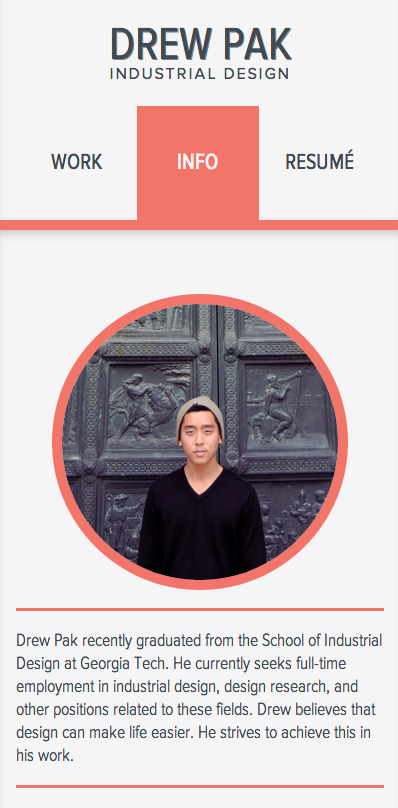 DREW PAK
INDUSTRIAL DESIGN
WORK INFO RESUMÉ
Drew Pak recently graduated from the School of Industrial
Design at Georgia Tech. He currently seeks full-time
employment in industrial design, design research, and
other positions related to these fields. Drew believes that
design can make life easier. He strives to achieve this in
his work.